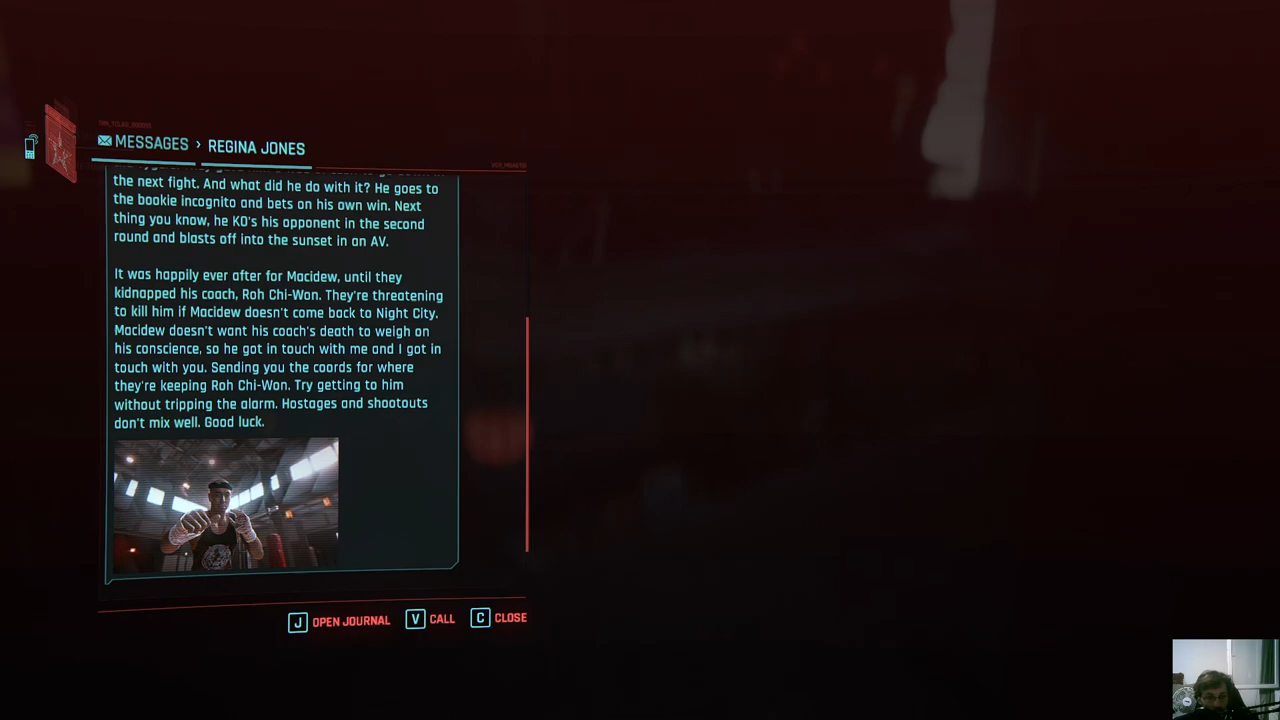 MESSAGES › REGINA JONES
the next fight. And what did he do with it? He goes to
the bookie incognito and bets on his own win. Next
thing you know, he KO's his opponent in the second
round and blasts off into the sunset in an AV.
It was happily ever after for Macidew, until they
kidnapped his coach, Roh Chi-Won. They're threatening
to kill him if Macidew doesn't come back to Night City.
Macidew doesn't want his coach's death to weigh on
his conscience, so he got in touch with me and I got in
touch with you. Sending you the coords for where
they're keeping Roh Chi-Won. Try getting to him
without tripping the alarm. Hostages and shootouts
don't mix well. Good luck.
J OPEN JOURNAL V CALL C CLOSE